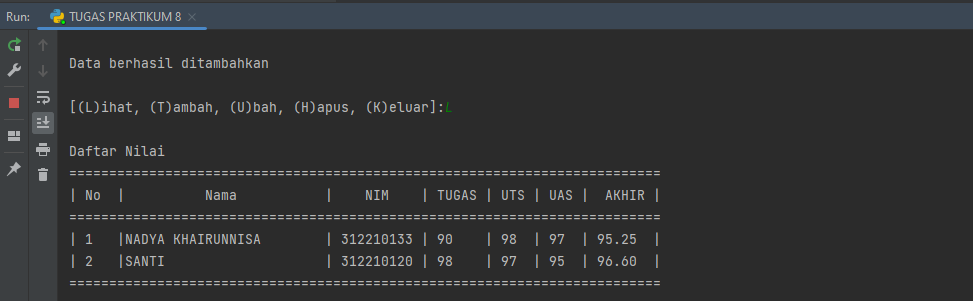 Run: TUGAS PRAKTIKUM 8
Data berhasil ditambahkan
[(L)ihat, (T)ambah, (U)bah, (H)apus, (K)eluar]:L
Daftar Nilai
==========================================================================
| No  |          Nama           |    NIM    | TUGAS | UTS | UAS |  AKHIR |
==========================================================================
| 1   |NADYA KHAIRUNNISA        | 312210133 | 90    | 98  | 97  | 95.25  |
| 2   |SANTI                    | 312210120 | 98    | 97  | 95  | 96.60  |
==========================================================================